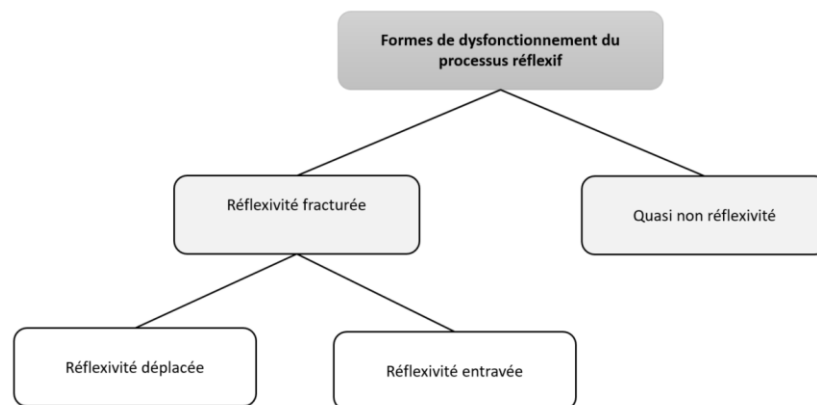 Formes de dysfonctionnement du
processus réflexif
Réflexivité fracturée
Quasi non réflexivité
Réflexivité déplacée
Réflexivité entravée